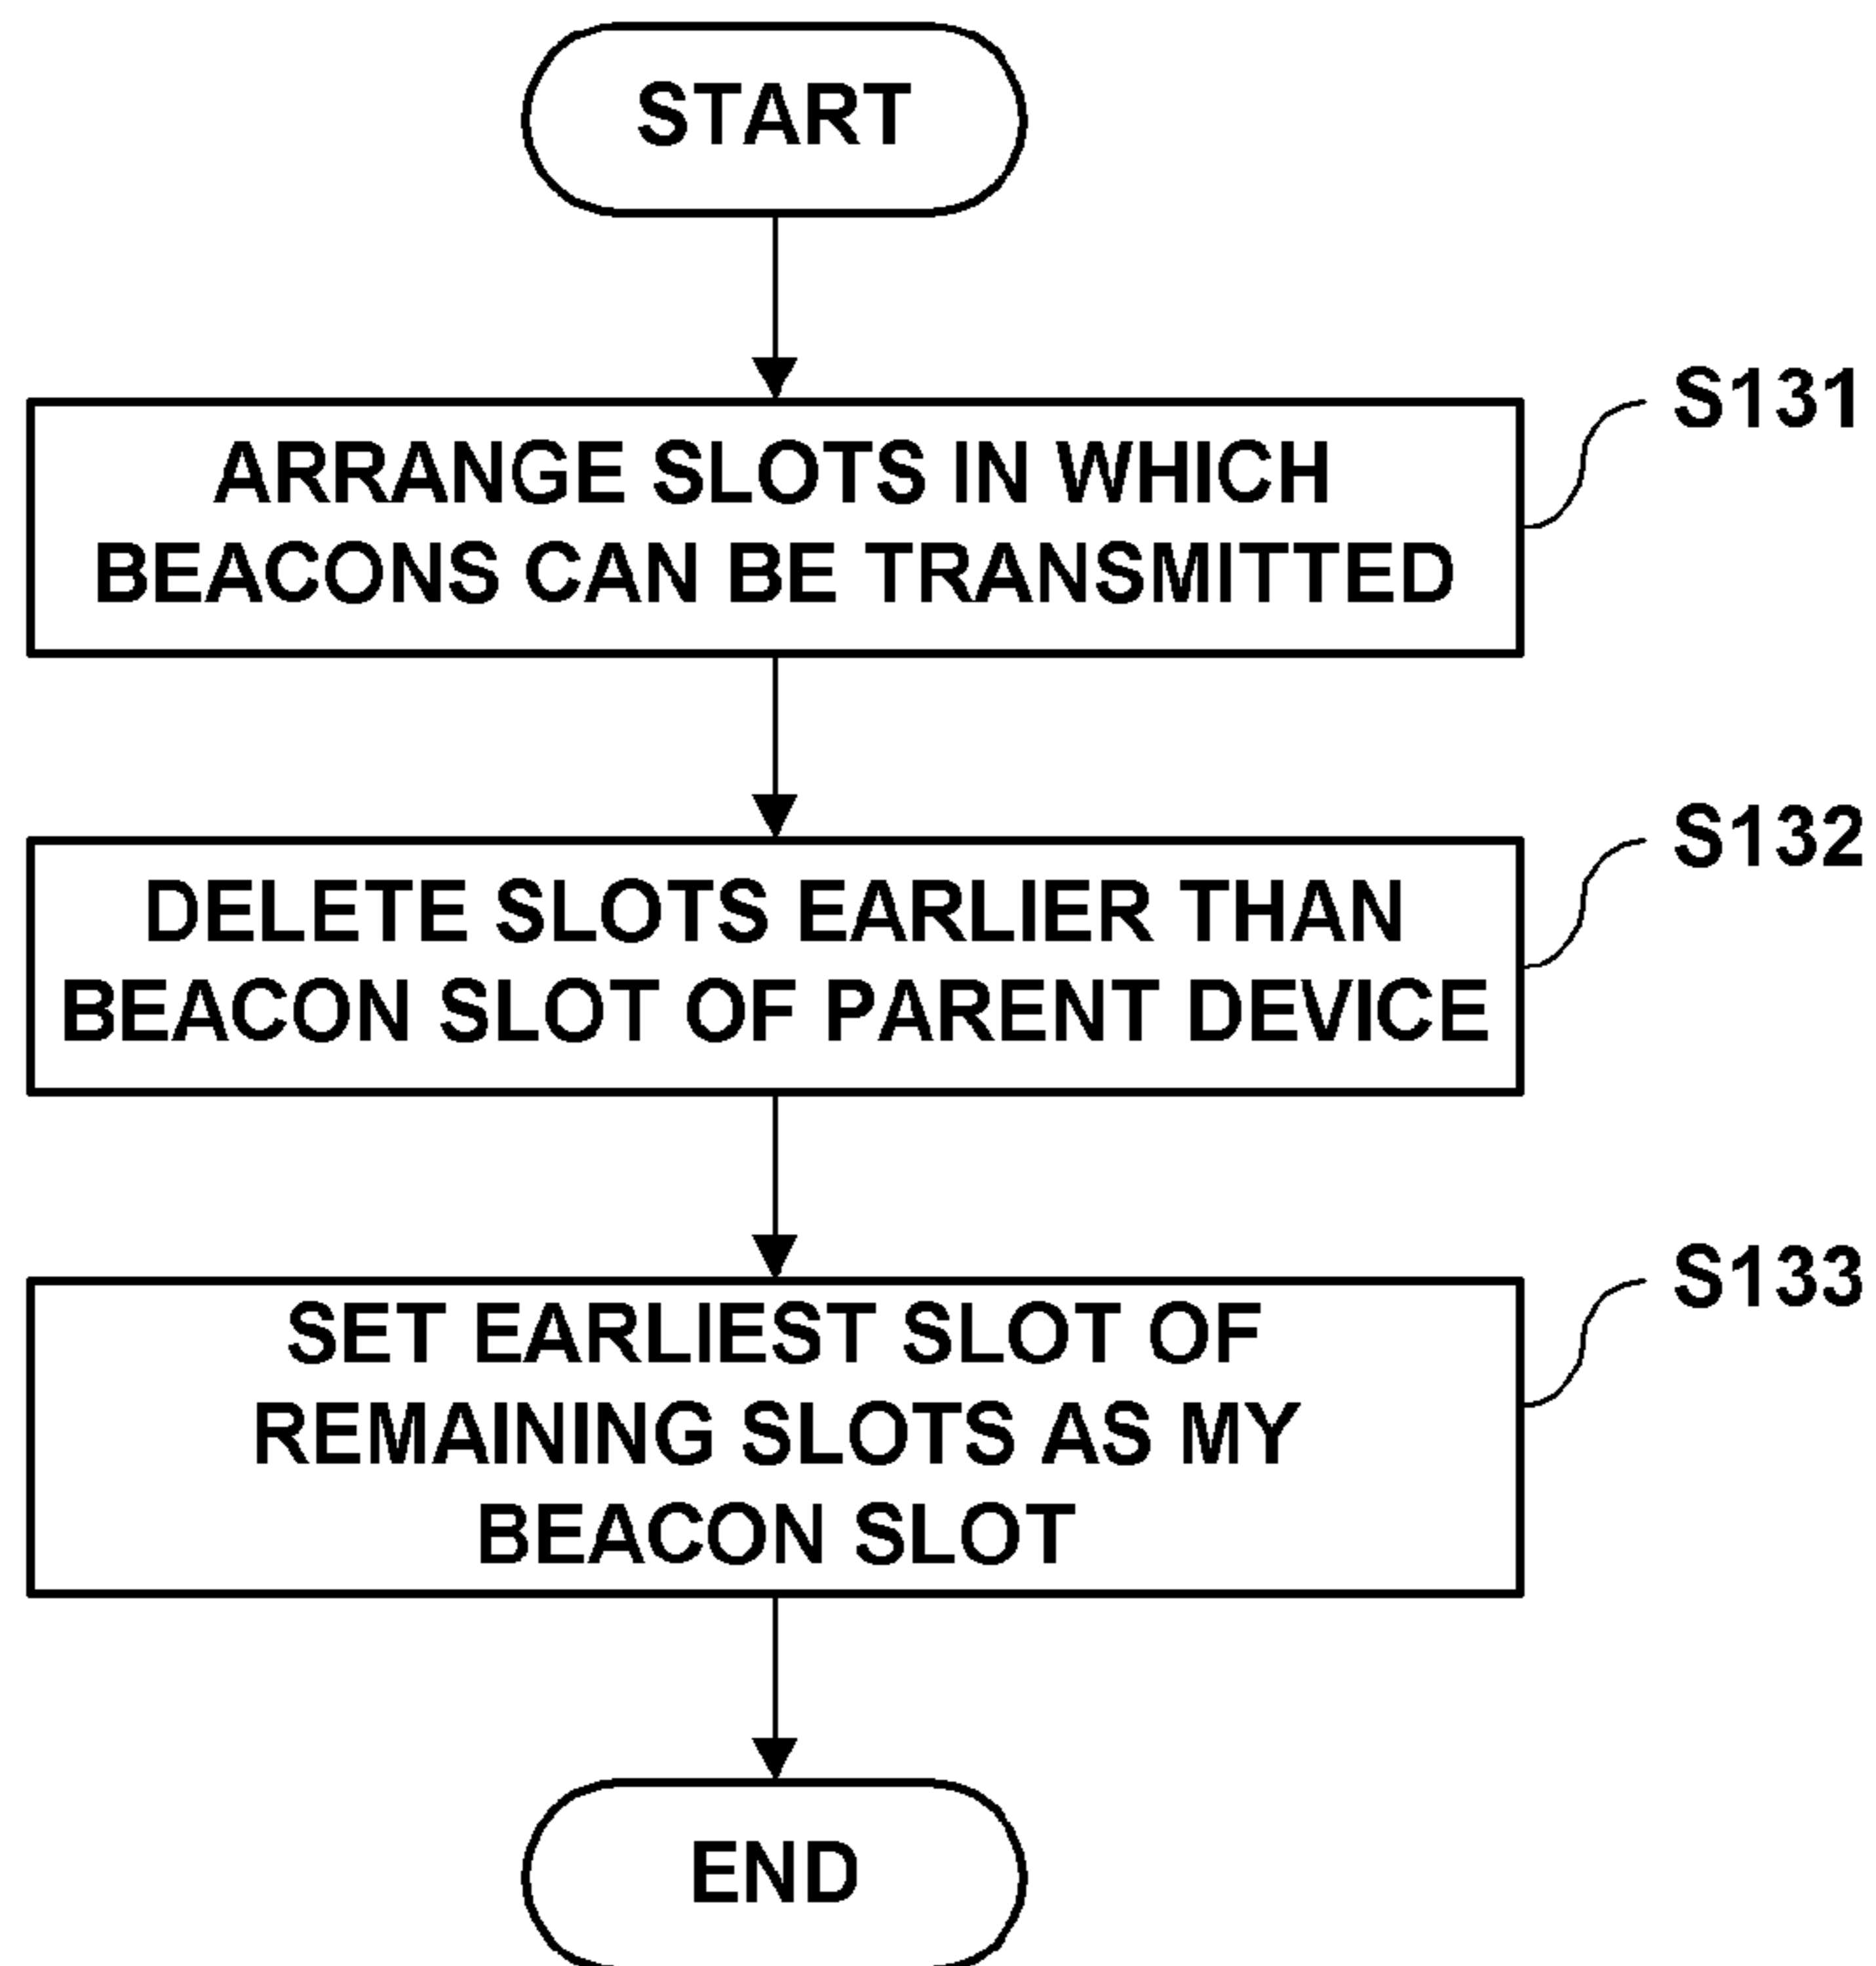 START
S131
ARRANGE SLOTS IN WHICH
BEACONS CAN BE TRANSMITTED
S132
DELETE SLOTS EARLIER THAN
BEACON SLOT OF PARENT DEVICE
S133
SET EARLIEST SLOT OF
REMAINING SLOTS AS MY
BEACON SLOT
END